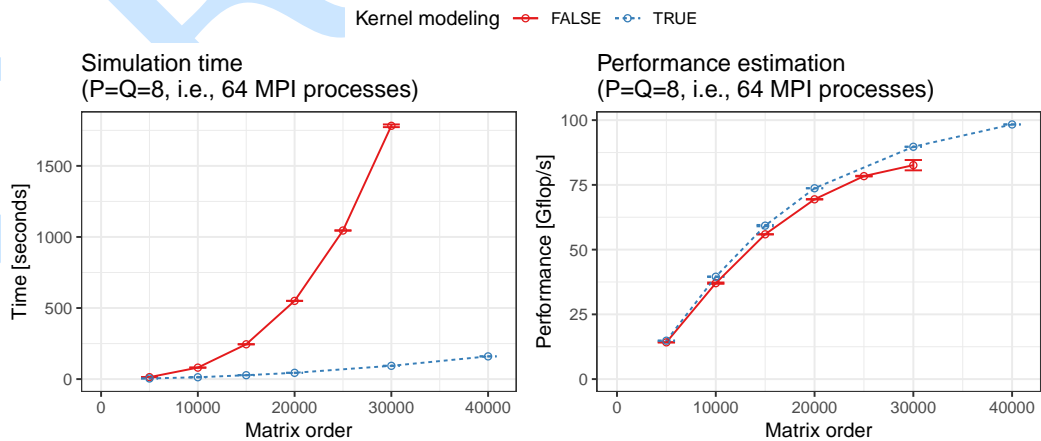 Kernel modeling FALSE TRUE
Simulation time
(P=Q=8, i.e., 64 MPI processes)
Time [seconds]
1500
1000
500
0
0 10000 20000 30000 40000
Matrix order
Performance estimation
(P=Q=8, i.e., 64 MPI processes)
Performance [Gflop/s]
100
75
50
25
0
0 10000 20000 30000 40000
Matrix order